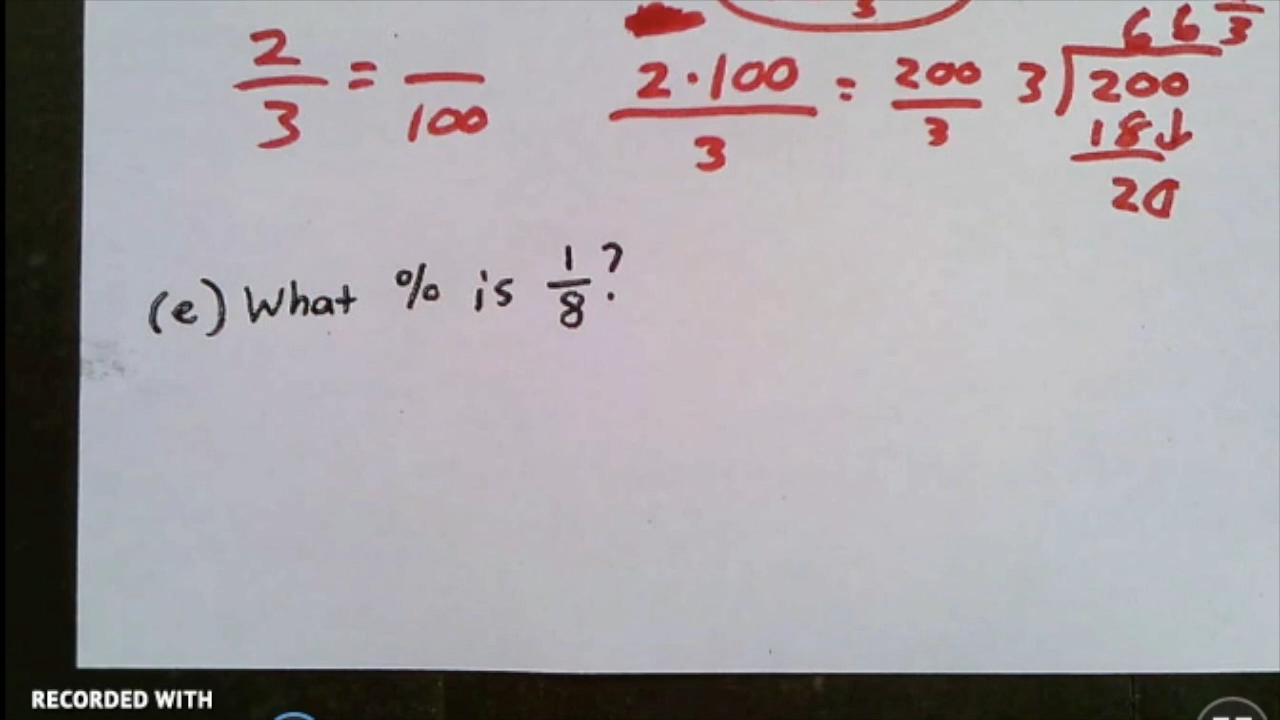 2/3 = __/100 2·100/3 = 200/3 3)200 66 /3
18↓
20
(e) What % is 1/8?
RECORDED WITH